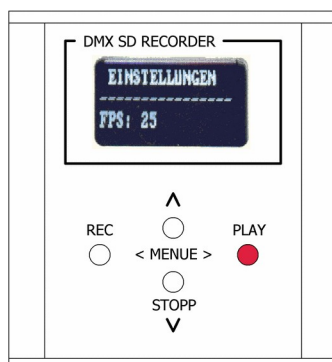 DMX SD RECORDER
EINSTELLUNGEN
--------------------
FPS: 25
REC
PLAY
< MENUE >
STOPP